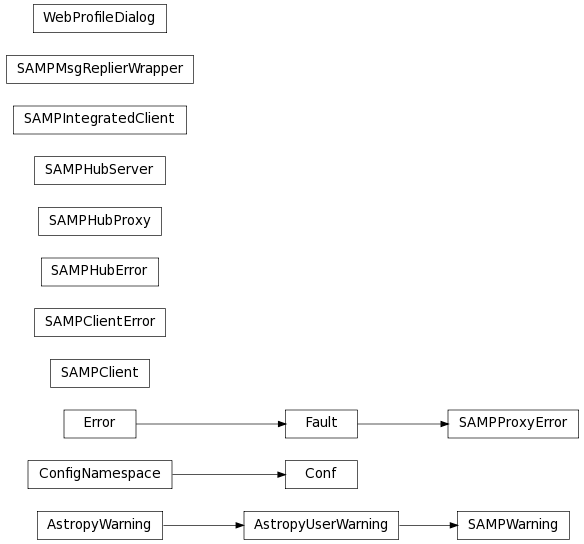 WebProfileDialog
SAMPMsgReplierWrapper
SAMPIntegratedClient
SAMPHubServer
SAMPHubProxy
SAMPHubError
SAMPClientError
SAMPClient
Error Fault SAMPProxyError
ConfigNamespace Conf
AstropyWarning AstropyUserWarning SAMPWarning